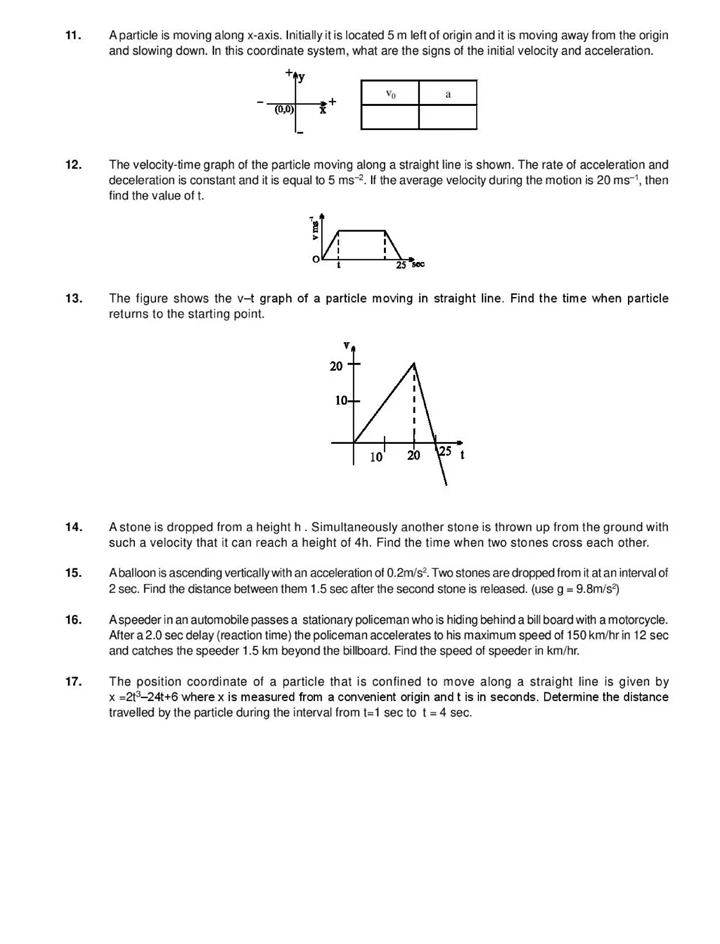 11. A particle is moving along x-axis. Initially it is located 5 m left of origin and it is moving away from the origin
and slowing down. In this coordinate system, what are the signs of the initial velocity and acceleration.
+ y
– (0,0) x +
–
v₀ a
12. The velocity-time graph of the particle moving along a straight line is shown. The rate of acceleration and
deceleration is constant and it is equal to 5 ms⁻². If the average velocity during the motion is 20 ms⁻¹, then
find the value of t.
v ms⁻¹
O t 25 sec
13. The figure shows the v–t graph of a particle moving in straight line. Find the time when particle
returns to the starting point.
v
20
10
10 20 25 t
14. A stone is dropped from a height h . Simultaneously another stone is thrown up from the ground with
such a velocity that it can reach a height of 4h. Find the time when two stones cross each other.
15. A balloon is ascending vertically with an acceleration of 0.2m/s². Two stones are dropped from it at an interval of
2 sec. Find the distance between them 1.5 sec after the second stone is released. (use g = 9.8m/s²)
16. A speeder in an automobile passes a stationary policeman who is hiding behind a bill board with a motorcycle.
After a 2.0 sec delay (reaction time) the policeman accelerates to his maximum speed of 150 km/hr in 12 sec
and catches the speeder 1.5 km beyond the billboard. Find the speed of speeder in km/hr.
17. The position coordinate of a particle that is confined to move along a straight line is given by
x =2t³–24t+6 where x is measured from a convenient origin and t is in seconds. Determine the distance
travelled by the particle during the interval from t=1 sec to t = 4 sec.